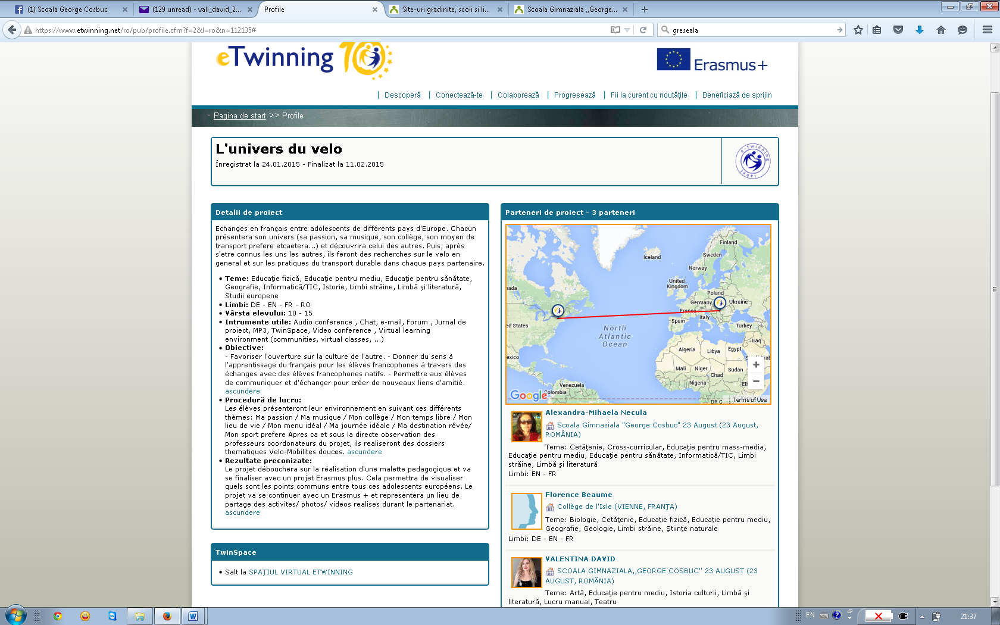 (1) Scoala George Cosbuc
(129 unread) - vali_david_2...
Profile
Site-uri gradinite, scoli si li...
Scoala Gimnaziala ,,George...
https://www.etwinning.net/ro/pub/profile.cfm?f=2&l=ro&n=112135#
greseala
eTwinning 10
Erasmus+
Descoperă
Conectează-te
Colaborează
Progresează
Fii la curent cu noutățile
Beneficiază de sprijin
Pagina de start >> Profile
L'univers du velo
Înregistrat la 24.01.2015 - Finalizat la 11.02.2015
e-twinning label
Detalii de proiect
Echanges en français entre adolescents de différents pays d'Europe. Chacun
présentera son univers (sa passion, sa musique, son collège, son moyen de
transport prefere etcaetera...) et découvrira celui des autres. Puis, après
s'etre connus les uns les autres, ils feront des recherches sur le velo en
general et sur les pratiques du transport durable dans chaque pays partenaire.
• Teme: Educaţie fizică, Educaţie pentru mediu, Educaţie pentru sănătate,
Geografie, Informatică/TIC, Istorie, Limbi străine, Limbă şi literatură,
Studii europene
• Limbi: DE - EN - FR - RO
• Vârsta elevului: 10 - 15
• Intrumente utile: Audio conference , Chat, e-mail, Forum , Jurnal de
proiect, MP3, TwinSpace, Video conference , Virtual learning
environment (communities, virtual classes, ...)
• Obiective:
- Favoriser l'ouverture sur la culture de l'autre. - Donner du sens à
l'apprentissage du français pour les élèves francophones à travers des
échanges avec des élèves francophones natifs. - Permettre aux élèves
de communiquer et d'échanger pour créer de nouveaux liens d'amitié.
ascundere
• Procedură de lucru:
Les élèves présenteront leur environnement en suivant ces différents
thèmes: Ma passion / Ma musique / Mon collège / Mon temps libre / Mon
lieu de vie / Mon menu idéal / Ma journée idéale / Ma destination rêvée/
Mon sport prefere Apres ca et sous la directe observation des
professeurs coordonateurs du projet, ils realiseront des dossiers
thematiques Velo-Mobilites douces. ascundere
• Rezultate preconizate:
Le projet débouchera sur la réalisation d'une malette pedagogique et va
se finaliser avec un projet Erasmus plus. Cela permettra de visualiser
quels sont les points communs entre tous ces adolescents européens. Le
projet va se continuer avec un Erasmus + et representera un lieu de
partage des activites/ photos/ videos realises durant le partenariat.
ascundere
TwinSpace
• Salt la SPAŢIUL VIRTUAL ETWINNING
Parteneri de proiect - 3 parteneri
Finland
Sweden
Iceland
Norway
United
Kingdom
Poland
nada
Germany
Ukraine
France
ed States
Spain
Italy
Turkey
North
Atlantic
Ocean
Iraq
Algeria
Libya
Egypt
Saudi Arab
exico
Mali
Niger
Sudan
Chad
Nigeria
Venezuela
Colombia
DR Congo
+
−
Google
Terms of Use
Alexandra-Mihaela Necula
Scoala Gimnaziala "George Cosbuc" 23 August (23 August,
ROMÂNIA)
Teme: Cetăţenie, Cross-curricular, Educaţie pentru mass-media,
Educaţie pentru mediu, Educaţie pentru sănătate, Informatică/TIC, Limbi
străine, Limbă şi literatură
Limbi: EN - FR
Florence Beaume
Collège de l'Isle (VIENNE, FRANŢA)
Teme: Biologie, Cetăţenie, Educaţie fizică, Educaţie pentru mediu,
Geografie, Geologie, Limbi străine, Ştiinţe naturale
Limbi: DE - EN - FR
VALENTINA DAVID
SCOALA GIMNAZIALA,,GEORGE COSBUC" 23 AUGUST (23
AUGUST, ROMÂNIA)
Teme: Artă, Educaţie pentru mediu, Istoria culturii, Limbă şi
literatură, Lucru manual, Teatru
EN
21:37